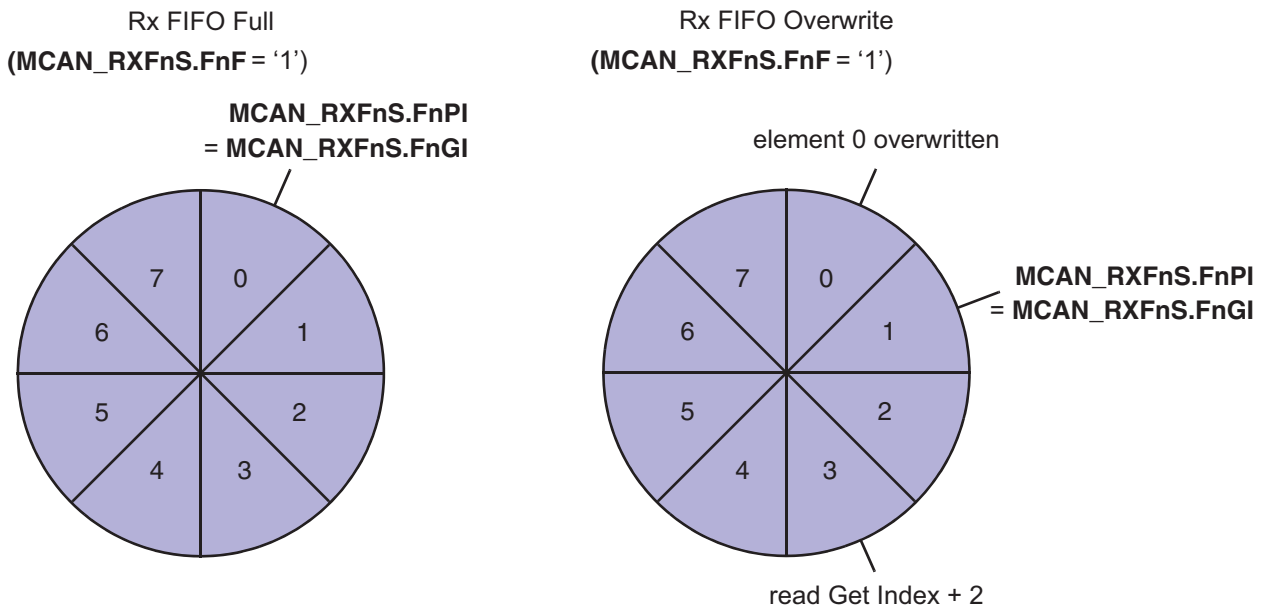 Rx FIFO Full
(MCAN_RXFnS.FnF = ‘1’)
MCAN_RXFnS.FnPI
= MCAN_RXFnS.FnGI
7
0
6
1
5
2
4
3
Rx FIFO Overwrite
(MCAN_RXFnS.FnF = ‘1’)
element 0 overwritten
MCAN_RXFnS.FnPI
= MCAN_RXFnS.FnGI
7
0
6
1
5
2
4
3
read Get Index + 2